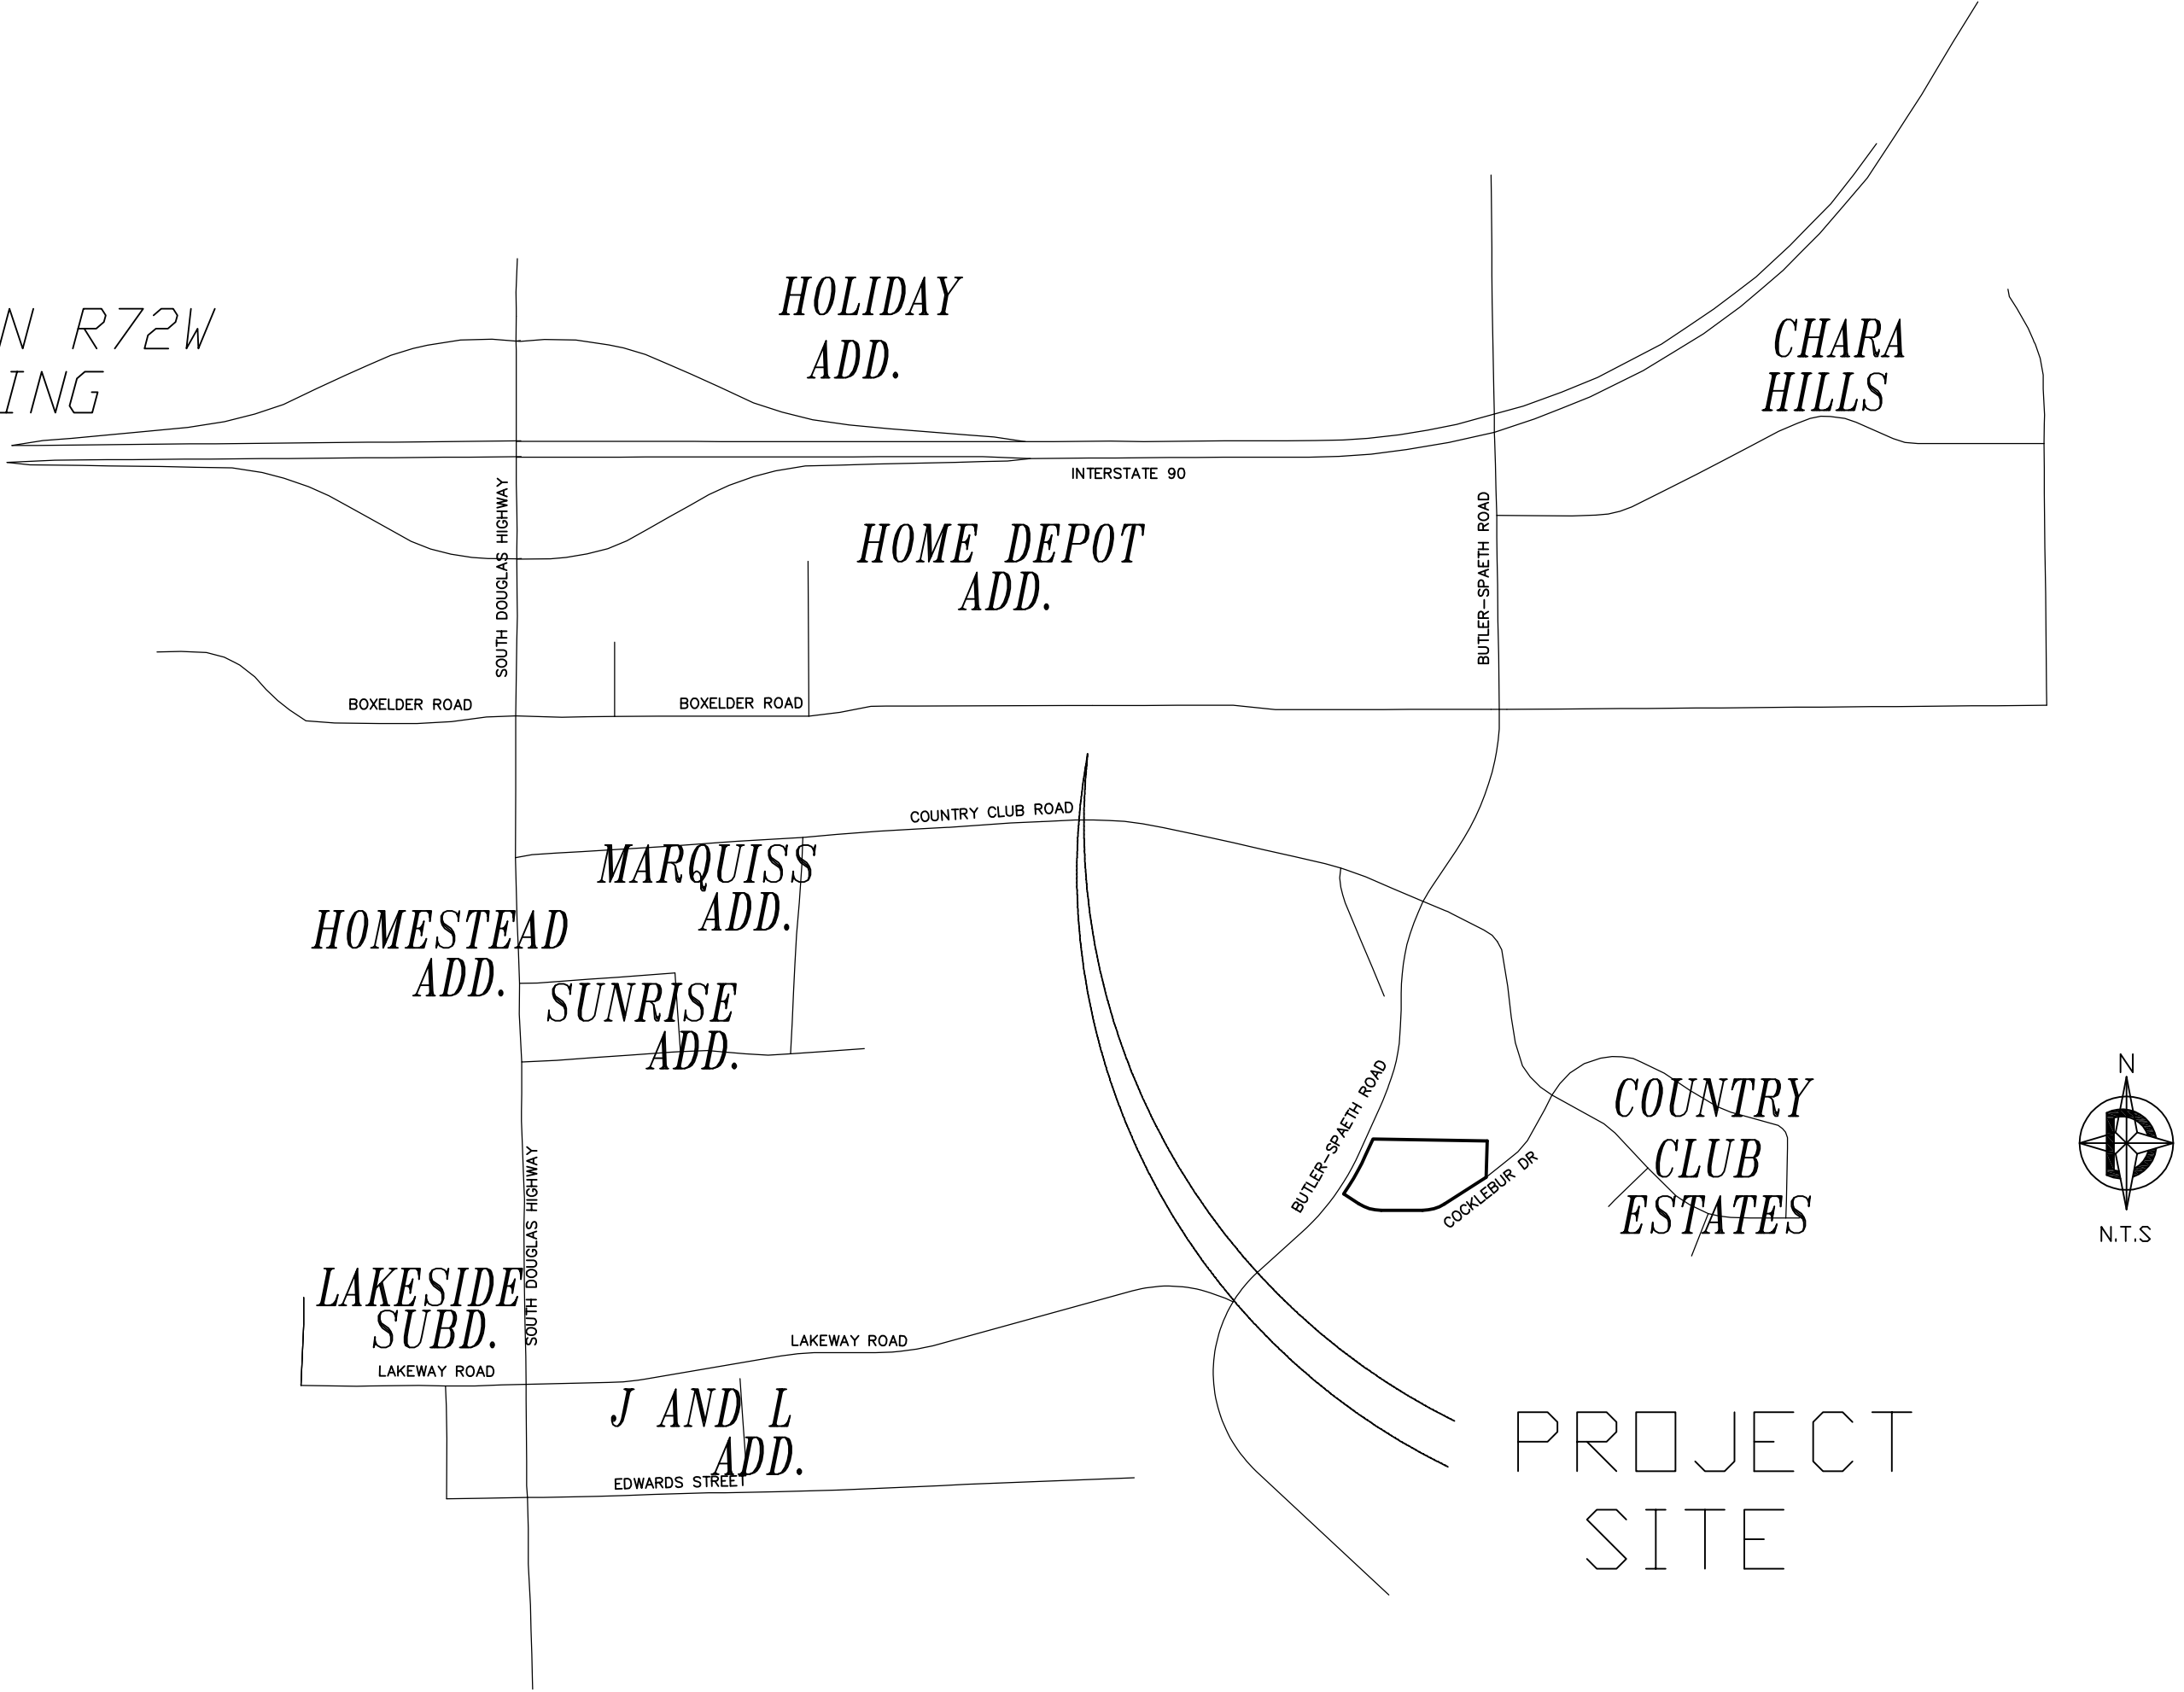 HOLIDAY
ADD.
N R72W
ING
CHARA
HILLS
INTERSTATE 90
SOUTH DOUGLAS HIGHWAY
HOME DEPOT
ADD.
BUTLER-SPAETH ROAD
BOXELDER ROAD
BOXELDER ROAD
COUNTRY CLUB ROAD
MARQUISS
ADD.
HOMESTEAD
ADD.
SUNRISE
ADD.
BUTLER-SPAETH ROAD
COCKLEBUR DR
COUNTRY
CLUB
ESTATES
N
N.T.S
SOUTH DOUGLAS HIGHWAY
LAKESIDE
SUBD.
LAKEWAY ROAD
LAKEWAY ROAD
J AND L
ADD.
EDWARDS STREET
PROJECT
SITE